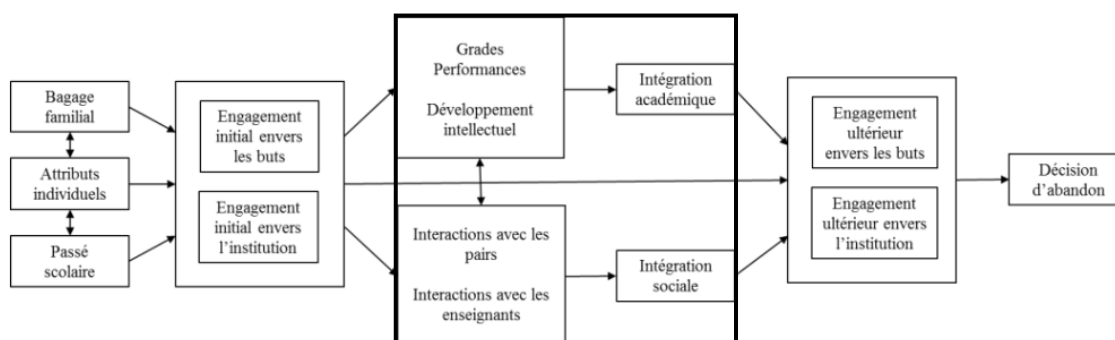 Bagage
familial
Attributs
individuels
Passé
scolaire
Engagement
initial envers
les buts
Engagement
initial envers
l'institution
Grades
Performances
Développement
intellectuel
Interactions avec les
pairs
Interactions avec les
enseignants
Intégration
académique
Intégration
sociale
Engagement
ultérieur
envers les buts
Engagement
ultérieur envers
l'institution
Décision
d'abandon